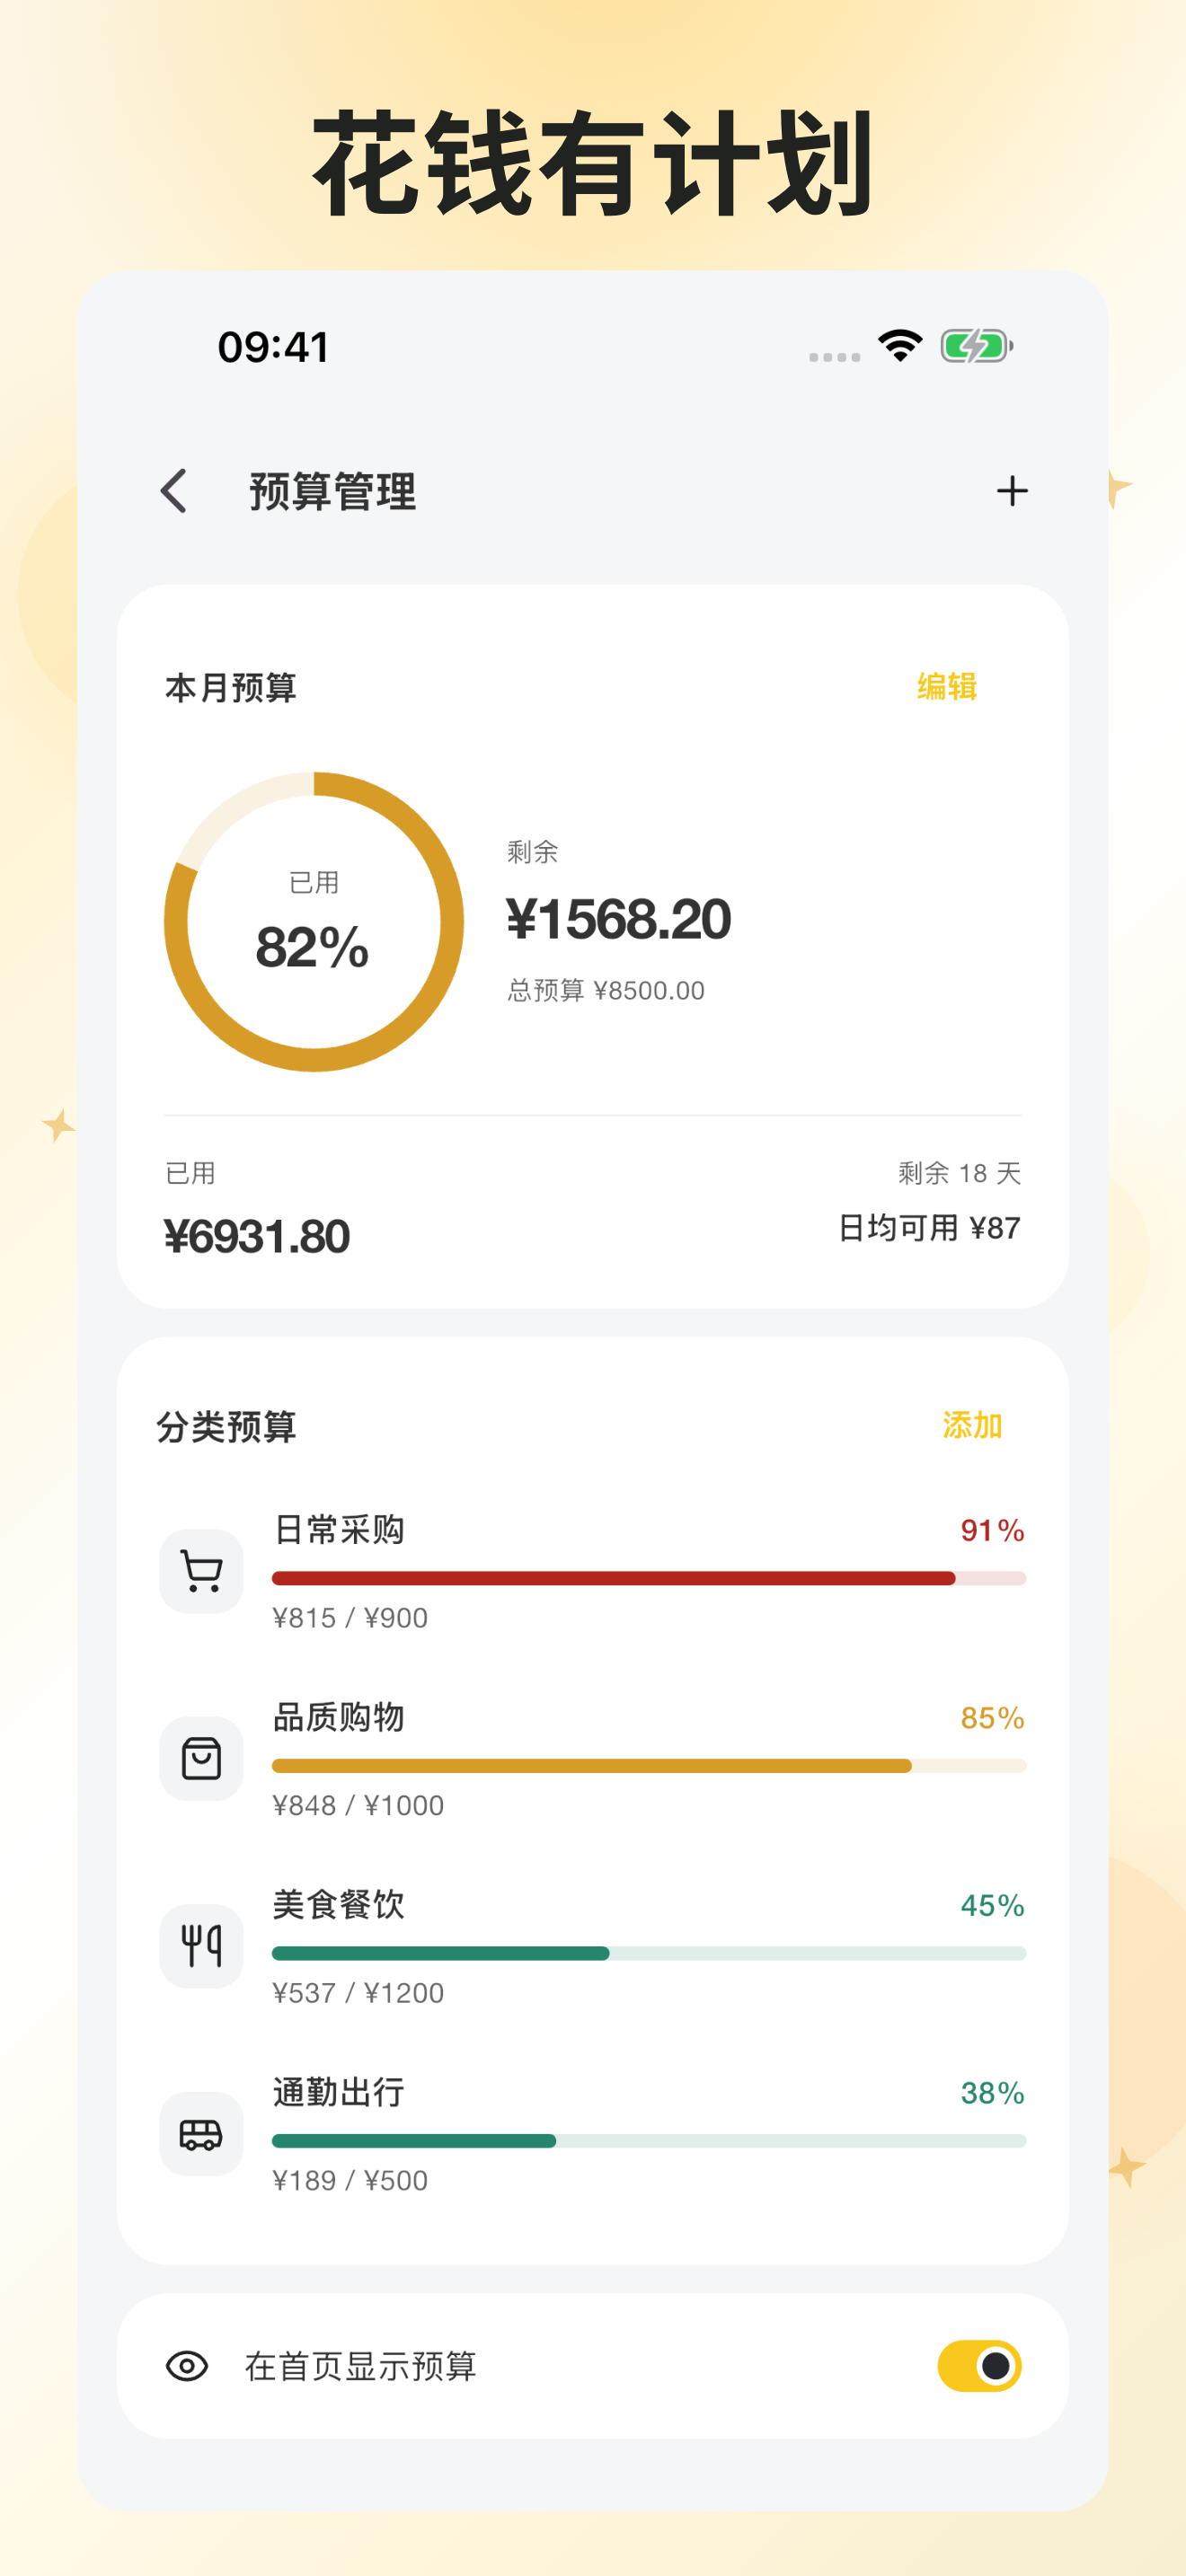 花钱有计划
09:41
预算管理
本月预算
编辑
已用
82%
剩余
¥1568.20
总预算 ¥8500.00
已用
¥6931.80
剩余 18 天
日均可用 ¥87
分类预算
添加
日常采购
91%
¥815 / ¥900
品质购物
85%
¥848 / ¥1000
美食餐饮
45%
¥537 / ¥1200
通勤出行
38%
¥189 / ¥500
在首页显示预算